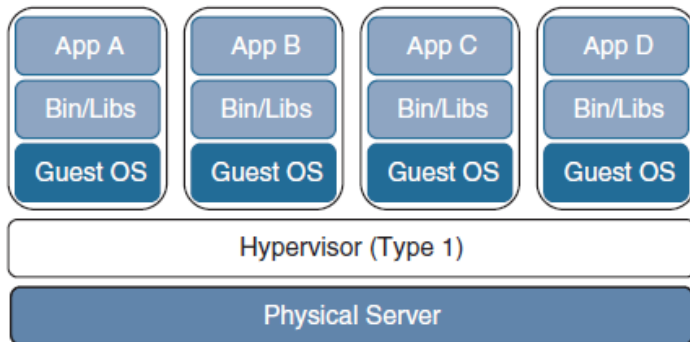 App A App B App C App D
Bin/Libs Bin/Libs Bin/Libs Bin/Libs
Guest OS Guest OS Guest OS Guest OS
Hypervisor (Type 1)
Physical Server